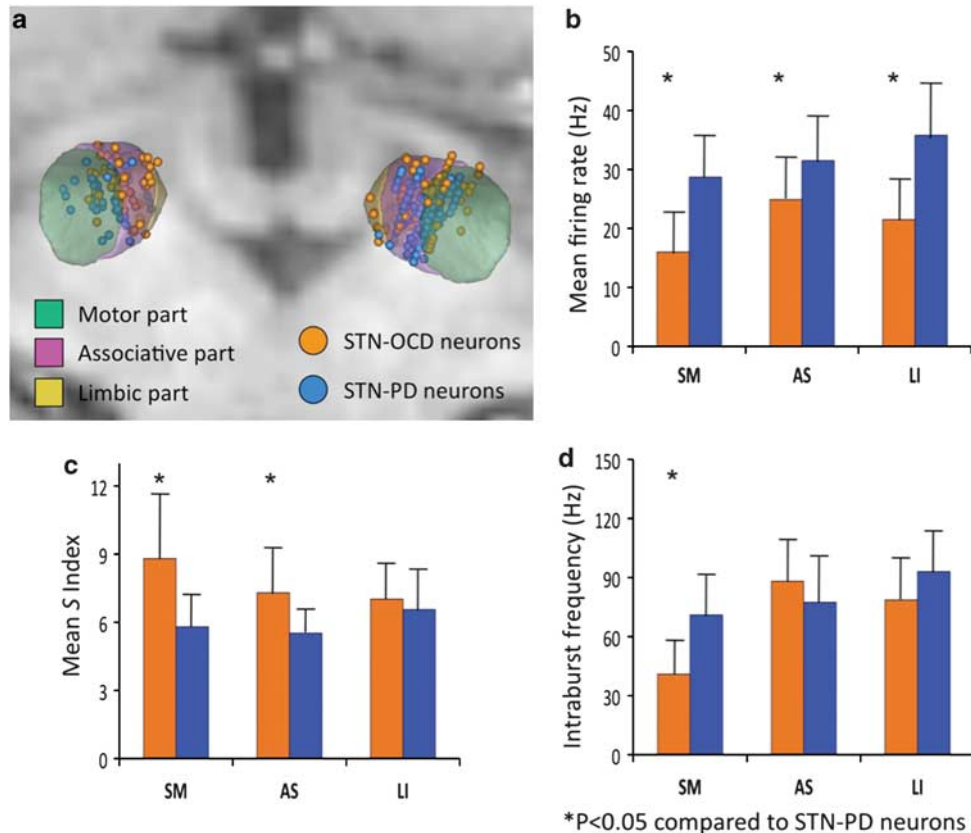 a
Motor part
Associative part
Limbic part
STN-OCD neurons
STN-PD neurons
b
Mean firing rate (Hz)
50
40
30
20
10
0
*
*
*
SM
AS
LI
c
Mean S Index
12
9
6
3
0
*
*
SM
AS
LI
d
Intraburst frequency (Hz)
150
120
90
60
30
0
*
SM
AS
LI
*P<0.05 compared to STN-PD neurons